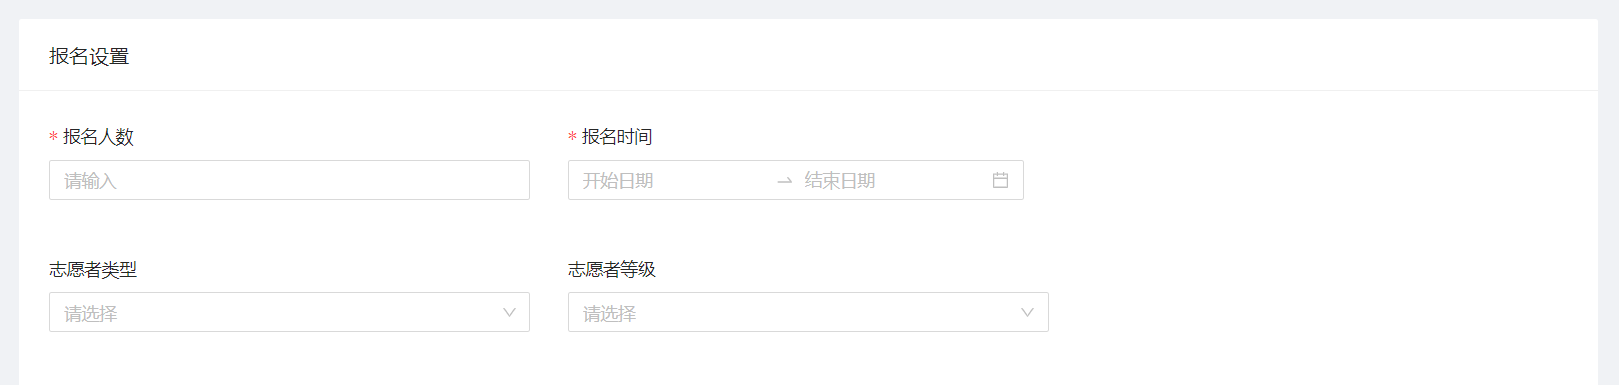 报名设置
* 报名人数
* 报名时间
请输入
开始日期 → 结束日期
志愿者类型
志愿者等级
请选择
请选择